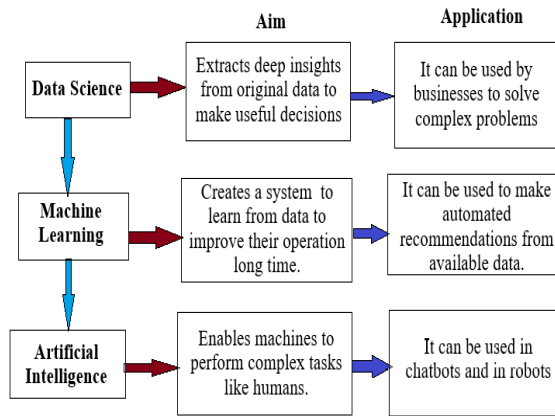 Aim
Application
Data Science
Extracts deep insights
from original data to
make useful decisions
It can be used by
businesses to solve
complex problems
Machine
Learning
Creates a system to
learn from data to
improve their operation
long time.
It can be used to make
automated
recommendations from
available data.
Artificial
Intelligence
Enables machines to
perform complex tasks
like humans.
It can be used in
chatbots and in robots